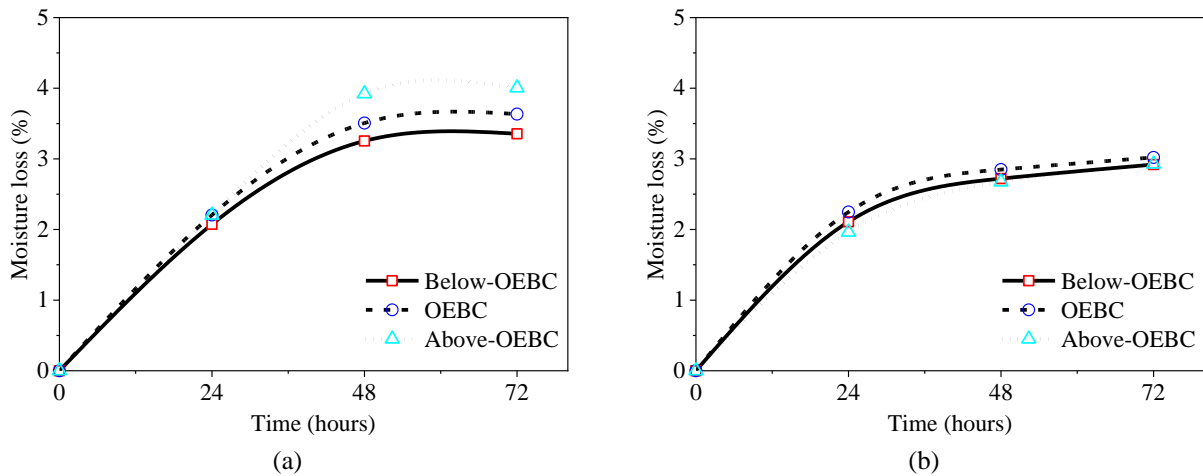 5
4
3
2
1
0
Moisture loss (%)
Below-OEBC
OEBC
Above-OEBC
0 24 48 72
Time (hours)
(a)
5
4
3
2
1
0
Moisture loss (%)
Below-OEBC
OEBC
Above-OEBC
0 24 48 72
Time (hours)
(b)